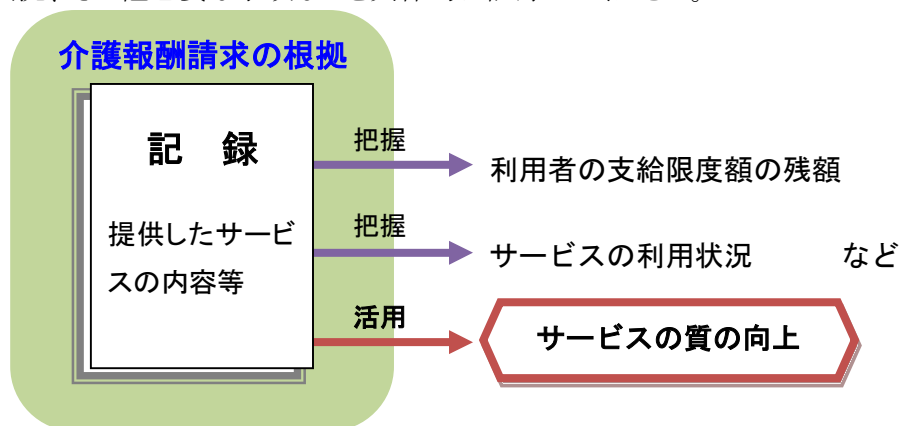 介護報酬請求の根拠
記 録
提供したサービ
スの内容等
把握
利用者の支給限度額の残額
把握
サービスの利用状況 など
活用
サービスの質の向上